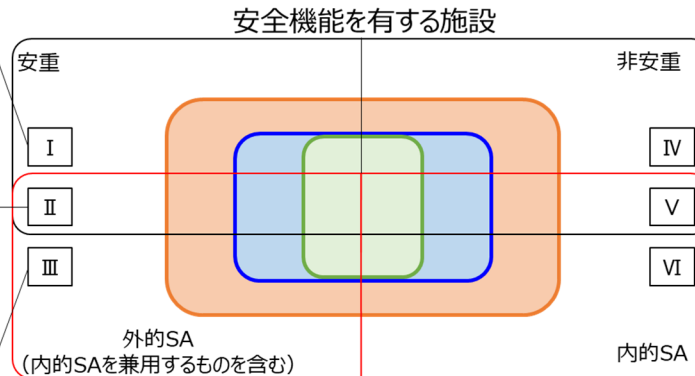 安全機能を有する施設
安重
非安重
Ⅰ
Ⅳ
Ⅱ
Ⅴ
Ⅲ
Ⅵ
外的SA
(内的SAを兼用するものを含む)
内的SA